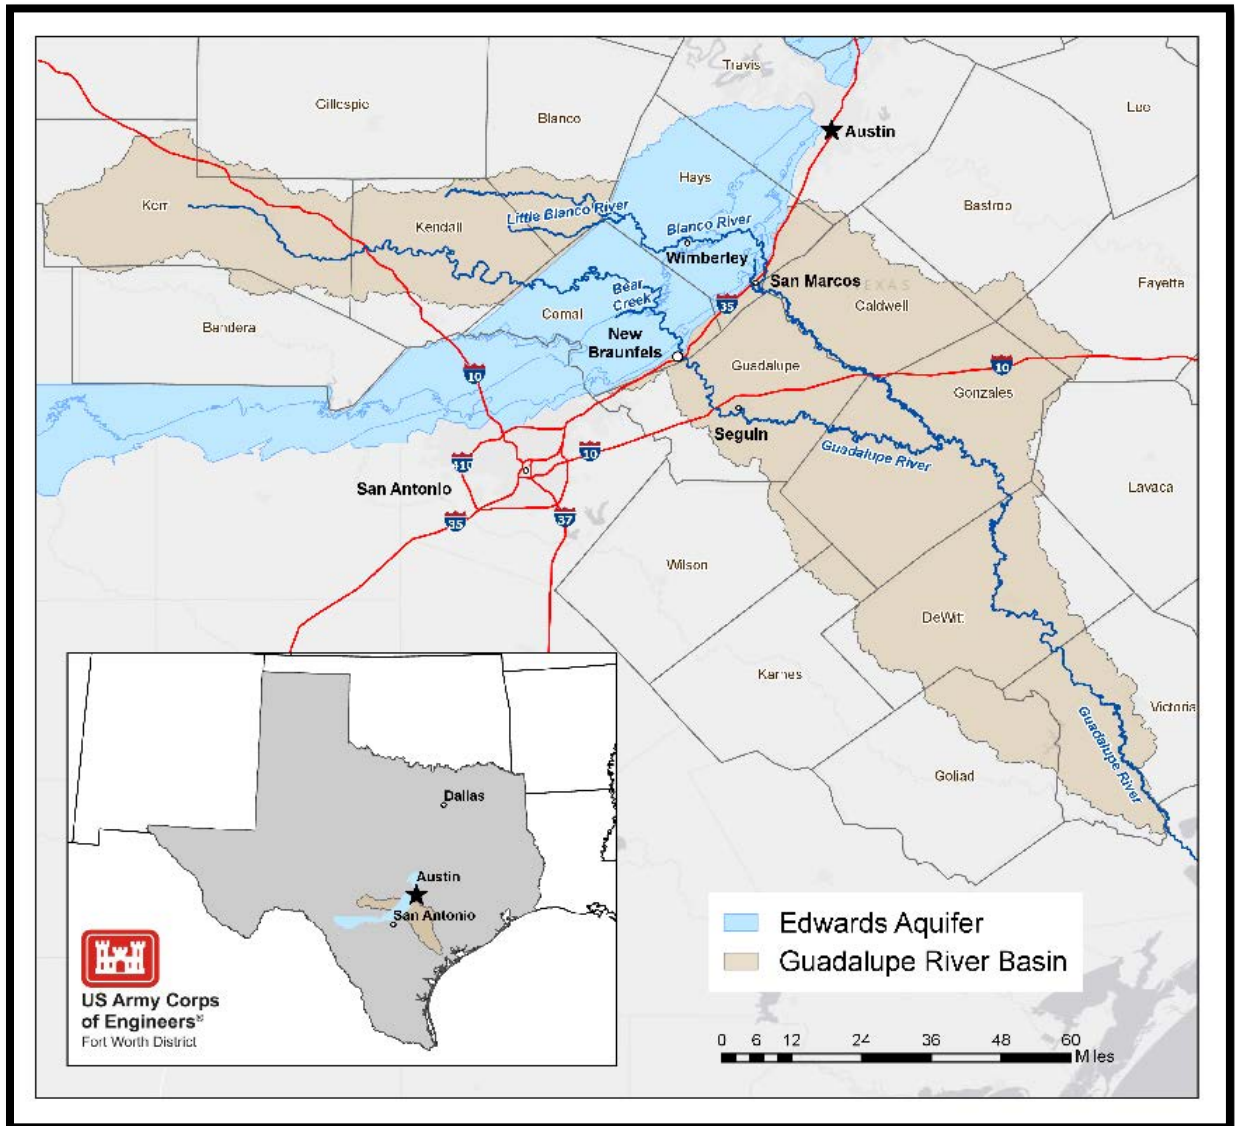 Travis
Gillespie
Lee
Blanco
Austin
Hays
Kerr
Bastrop
Little Blanco River
Blanco River
Kendall
Wimberley
San Marcos
TEXAS
Fayette
Bear
Creek
Caldwell
35
Comal
Bandera
New
Braunfels
Guadalupe
10
10
Gonzales
Seguin
Guadalupe River
10
410
San Antonio
Lavaca
35
37
Wilson
DeWitt
Karnes
Victoria
Guadalupe River
Goliad
Dallas
Austin
San Antonio
US Army Corps
of Engineers®
Fort Worth District
Edwards Aquifer
Guadalupe River Basin
0 6 12 24 36 48 60
Miles